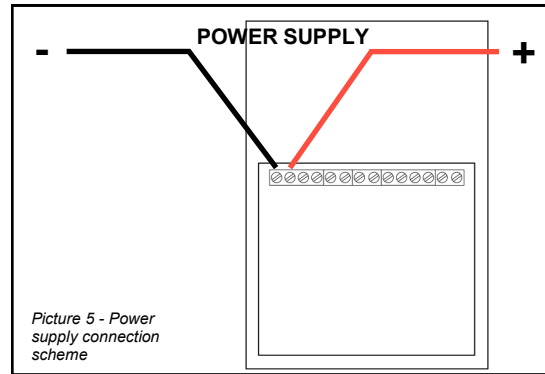 POWER SUPPLY
- +
Picture 5 - Power
supply connection
scheme